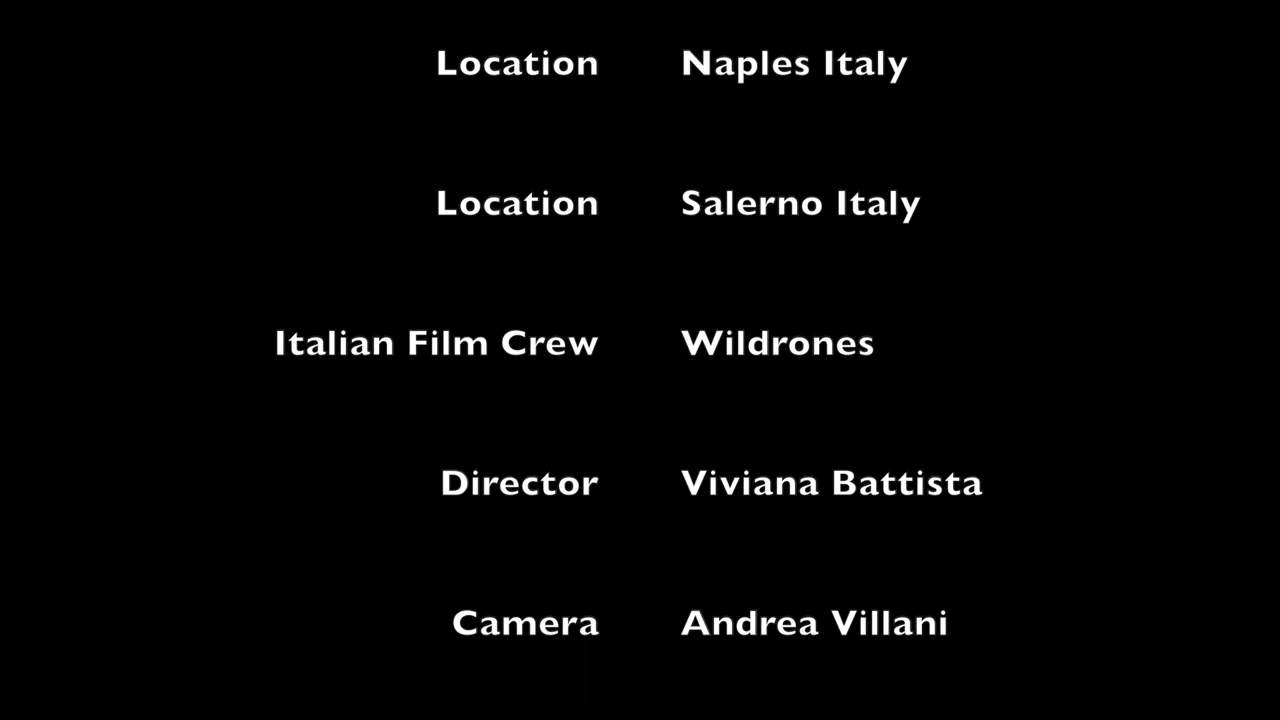 Location Naples Italy
Location Salerno Italy
Italian Film Crew Wildrones
Director Viviana Battista
Camera Andrea Villani